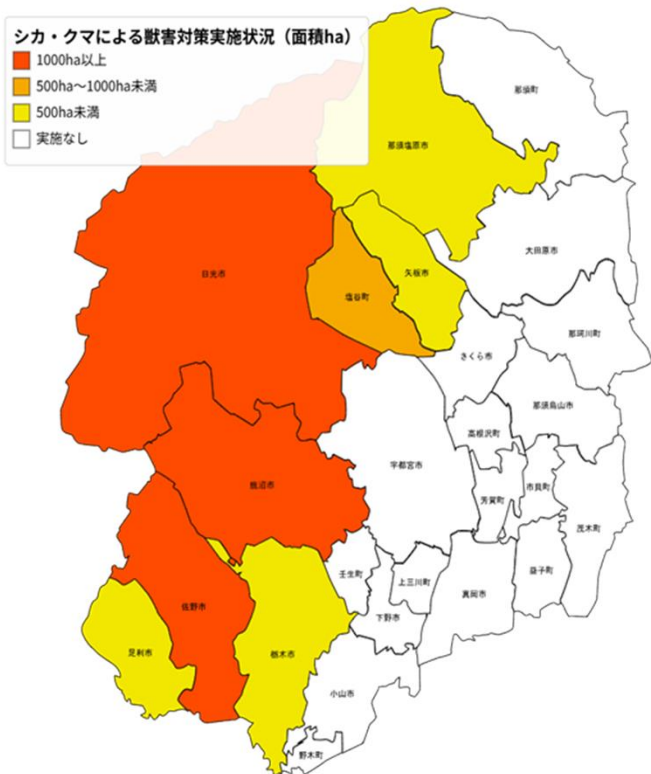 シカ・クマによる獣害対策実施状況（面積ha）
1000ha以上
500ha〜1000ha未満
500ha未満
実施なし
那須町
那須塩原市
大田原市
日光市
矢板市
塩谷町
那珂川町
さくら市
那須烏山市
高根沢町
宇都宮市
鹿沼市
市貝町
芳賀町
茂木町
壬生町
上三川町
益子町
真岡市
佐野市
下野市
足利市
栃木市
小山市
野木町